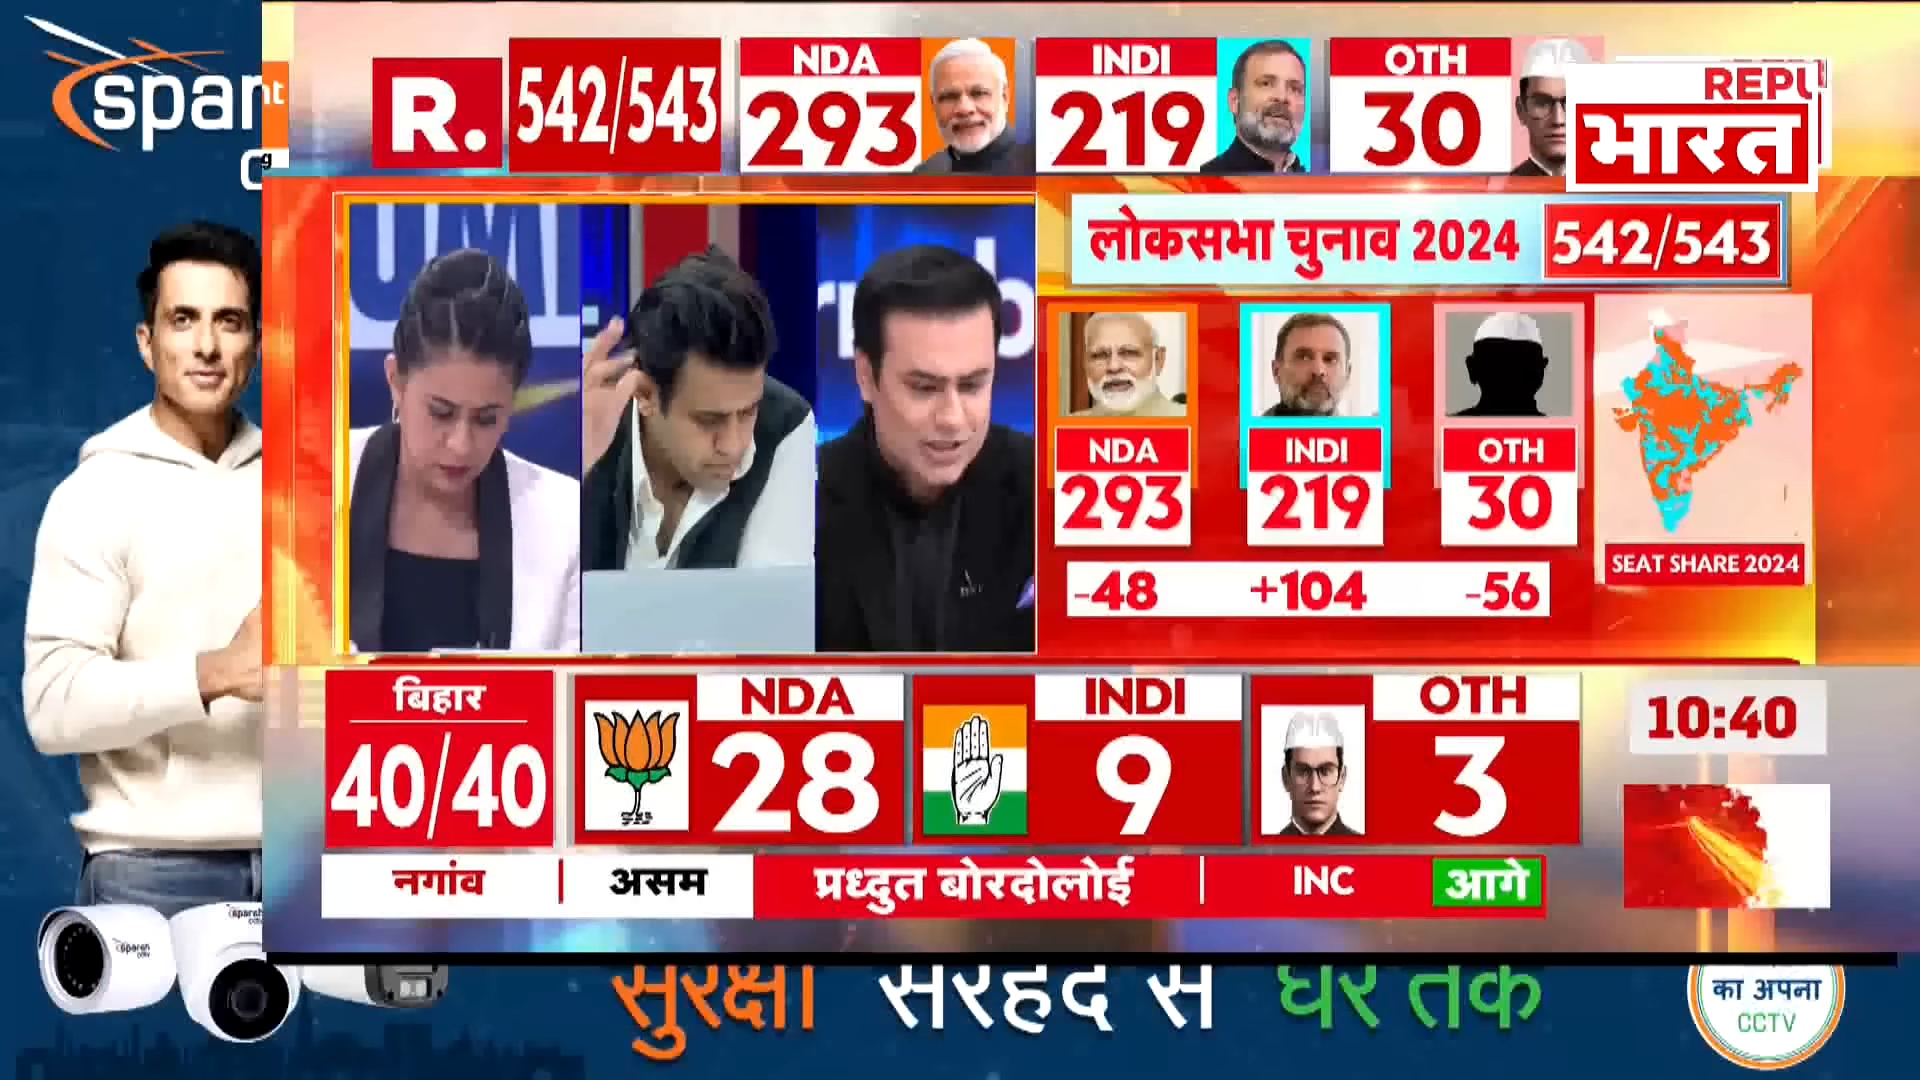 spar
R.
542/543
NDA
293
INDI
219
OTH
30
REPU
भारत
लोकसभा चुनाव 2024
542/543
NDA
293
-48
INDI
219
+104
OTH
30
-56
SEAT SHARE 2024
बिहार
40/40
NDA
28
INDI
9
OTH
3
10:40
नगांव
असम
प्रध्दुत बोरदोलोई
INC
आगे
sparsh
sparsh
सुरक्षा सरहद से घर तक
का अपना
CCTV